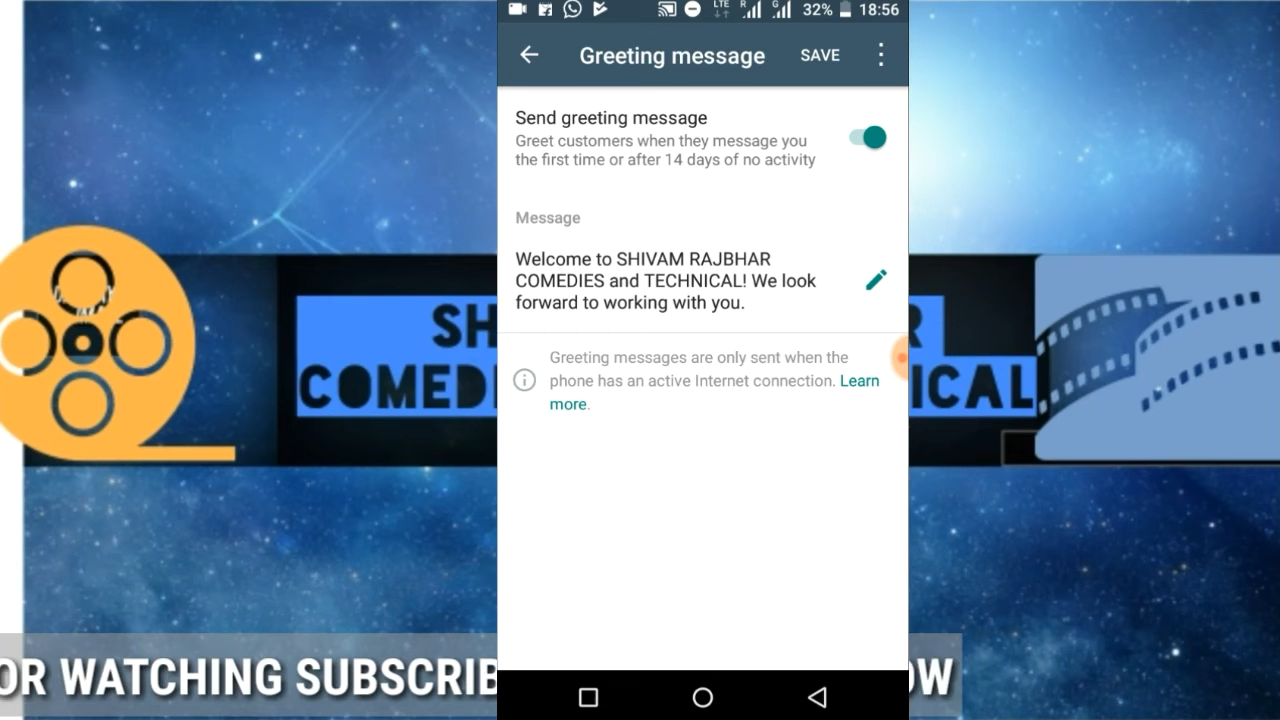 LTE R G 32% 18:56
Greeting message SAVE
Send greeting message
Greet customers when they message you
the first time or after 14 days of no activity
Message
Welcome to SHIVAM RAJBHAR
COMEDIES and TECHNICAL! We look
forward to working with you.
Greeting messages are only sent when the
phone has an active Internet connection. Learn
more.
SH R
COMEDI ICAL
OR WATCHING SUBSCRIB OW